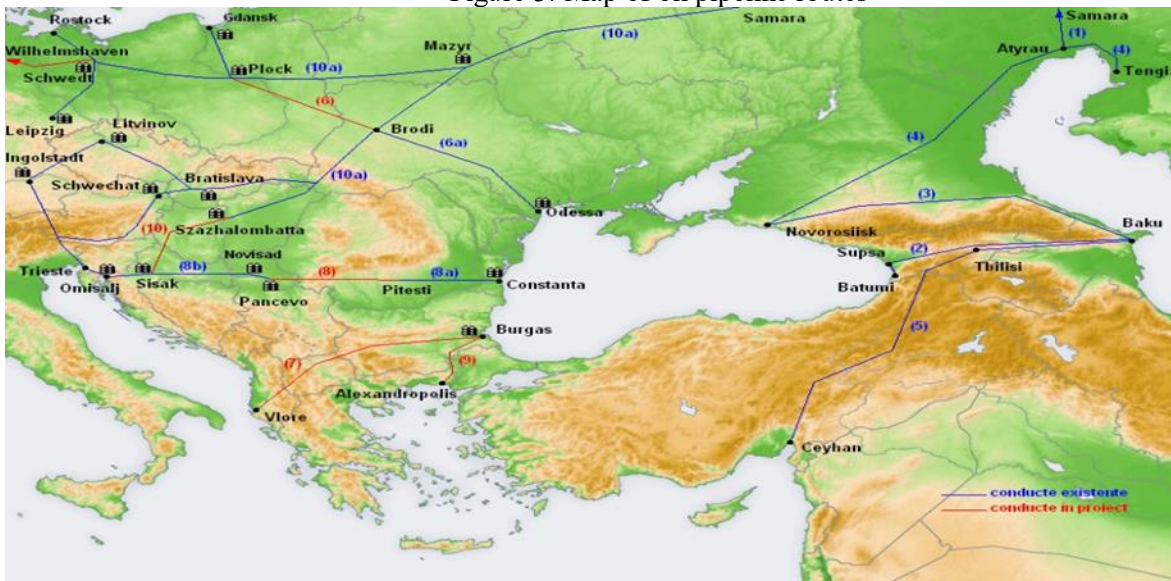 Rostock
Gdansk
Samara
Samara
Wilhelmshaven
Mazyr
(10a)
(1)
Atyrau
(4)
Schwedt
Plock
(10a)
Tengiz
(6)
Leipzig
Litvinov
Brodi
(6a)
(4)
Ingolstadt
Schwechat
Bratislava
(10a)
(3)
Odessa
(10)
Szazhalombatta
Novorosiisk
Baku
Supsa
(2)
Trieste
(8b)
Novisad
(8)
(8a)
Tbilisi
Omisalj
Sisak
Pancevo
Pitesti
Constanta
Batumi
Burgas
(5)
(7)
(9)
Alexandropolis
Vlore
Ceyhan
conducte existente
conducte in proiect